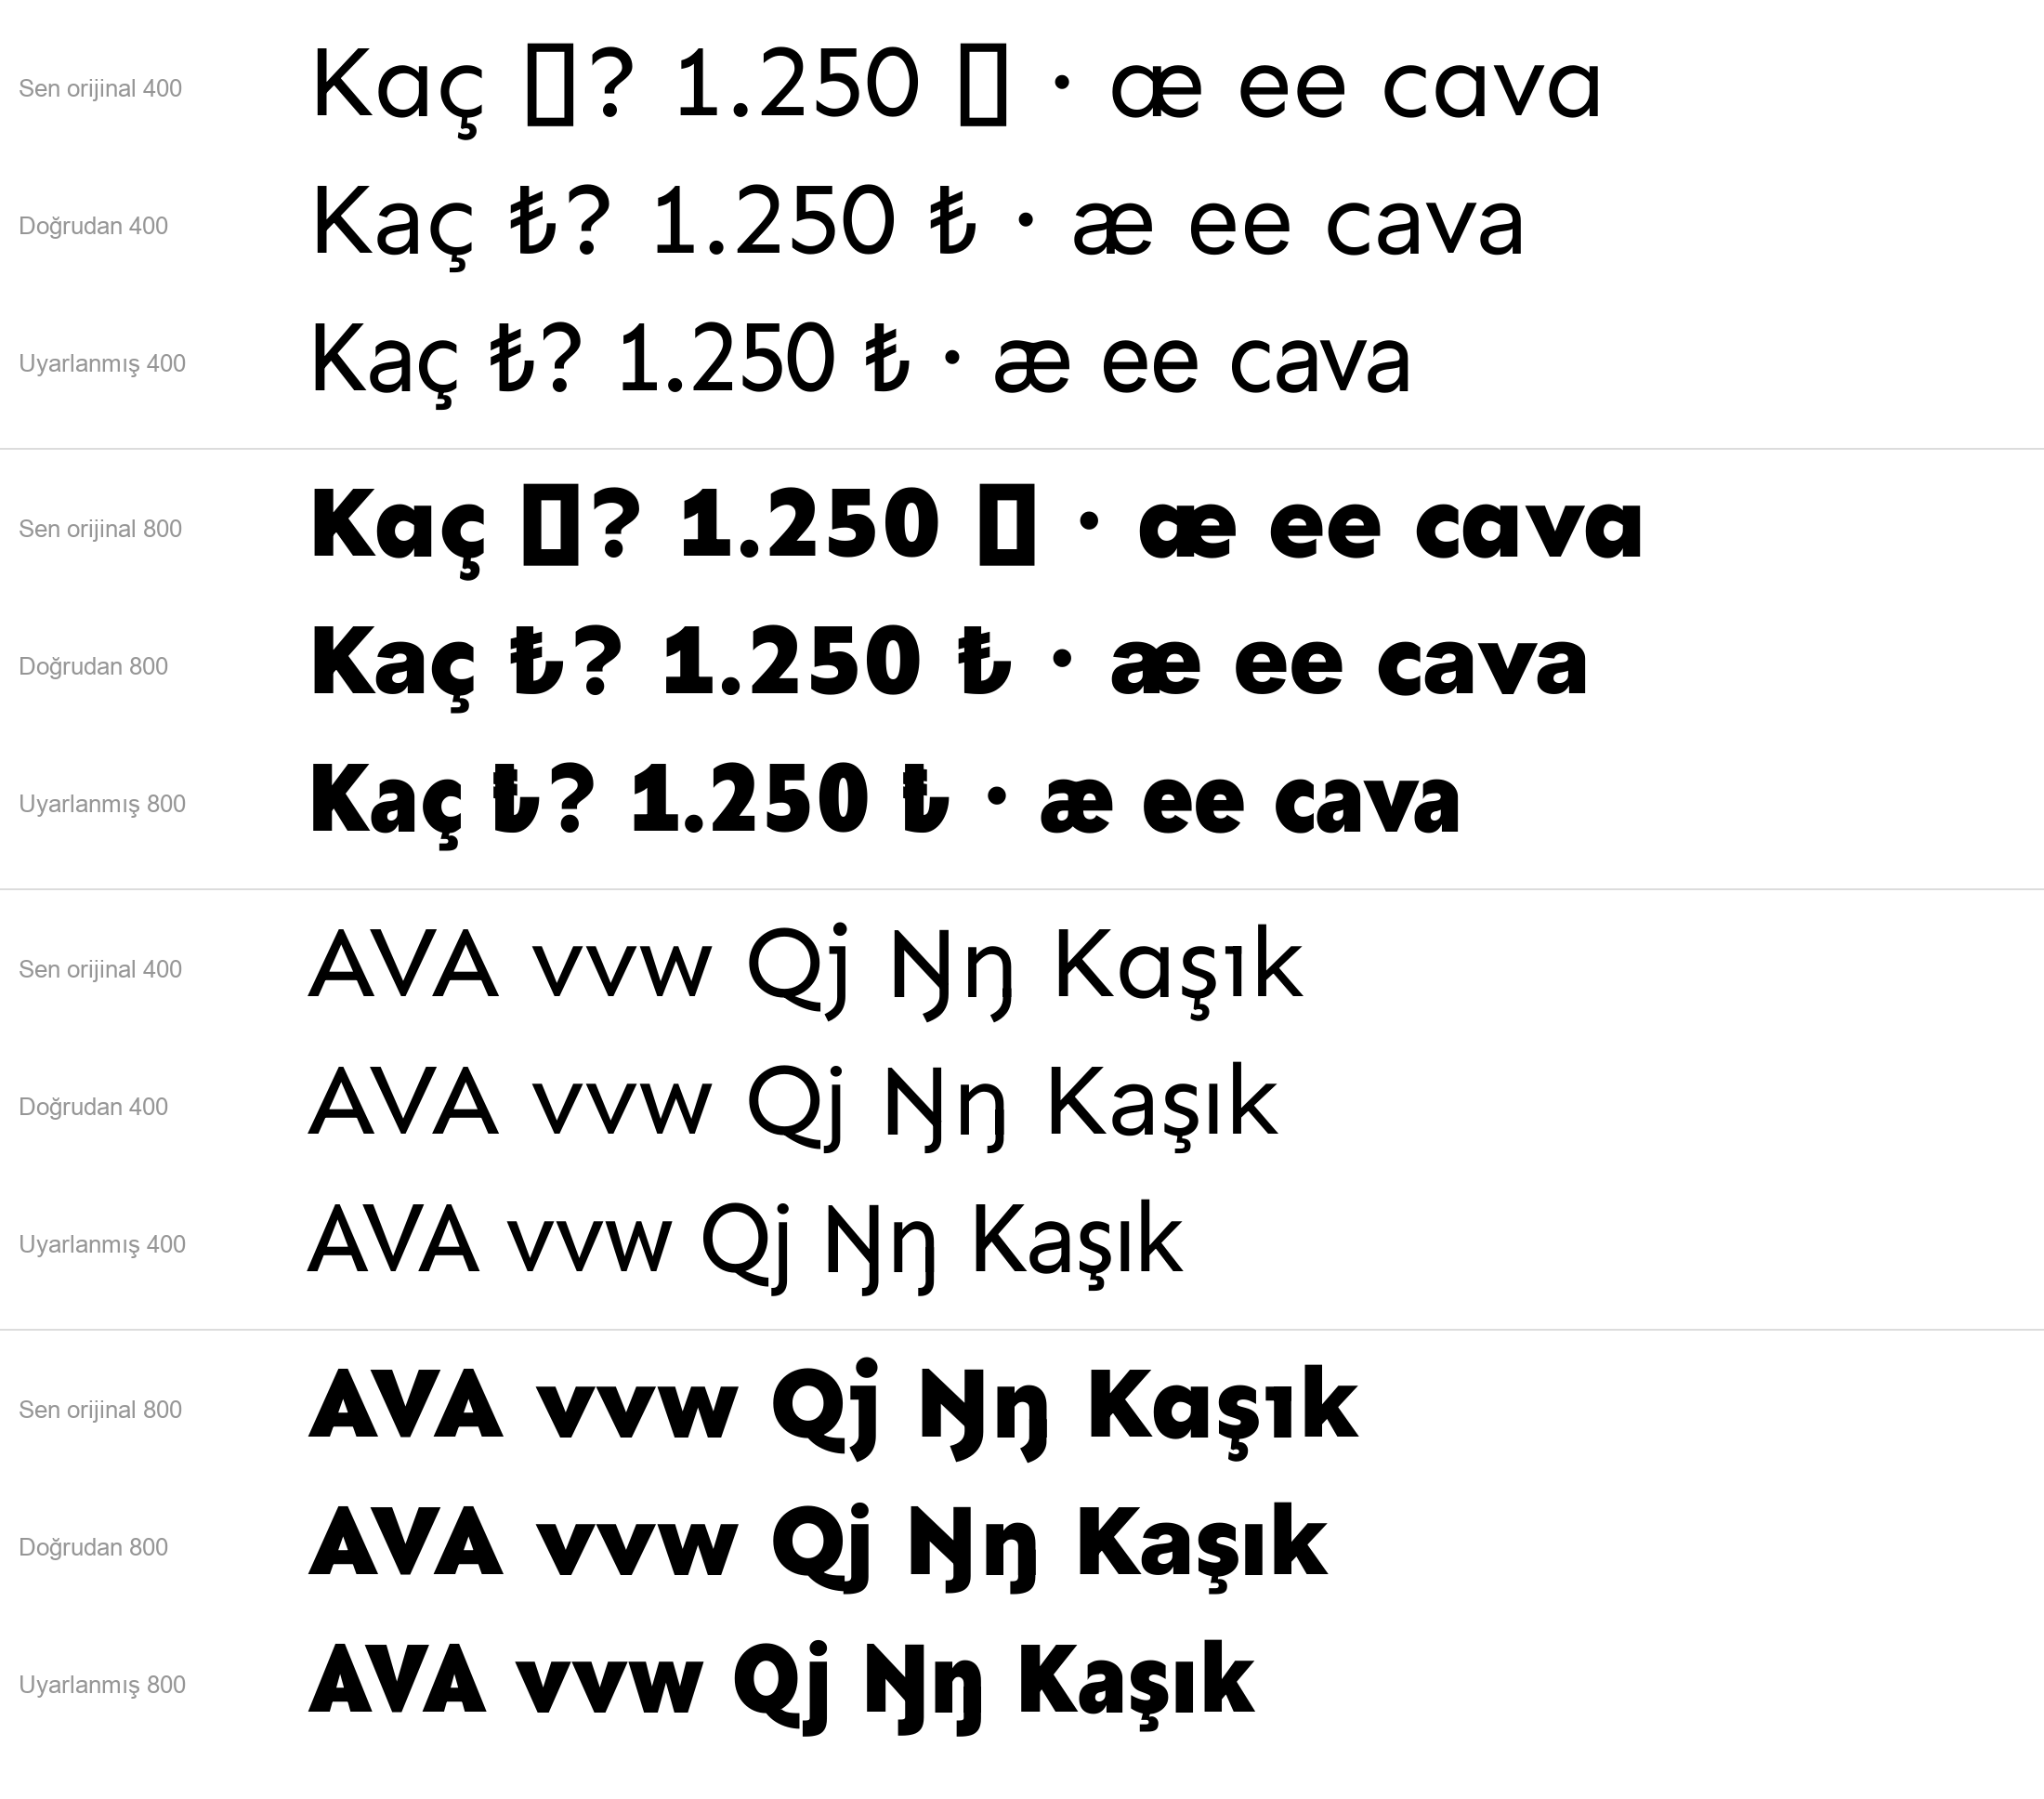 Sen orijinal 400 Kaç ▯? 1.250 ▯ · æ ee cava
Doğrudan 400 Kaç ₺? 1.250 ₺ · æ ee cava
Uyarlanmış 400 Kaç ₺? 1.250 ₺ · æ ee cava
Sen orijinal 800 Kaç ▯? 1.250 ▯ · æ ee cava
Doğrudan 800 Kaç ₺? 1.250 ₺ · æ ee cava
Uyarlanmış 800 Kaç ₺? 1.250 ₺ · æ ee cava
Sen orijinal 400 AVA vvw Qj Ŋŋ Kaşık
Doğrudan 400 AVA vvw Qj Ŋŋ Kaşık
Uyarlanmış 400 AVA vvw Qj Ŋŋ Kaşık
Sen orijinal 800 AVA vvw Qj Ŋŋ Kaşık
Doğrudan 800 AVA vvw Qj Ŋŋ Kaşık
Uyarlanmış 800 AVA vvw Qj Ŋŋ Kaşık